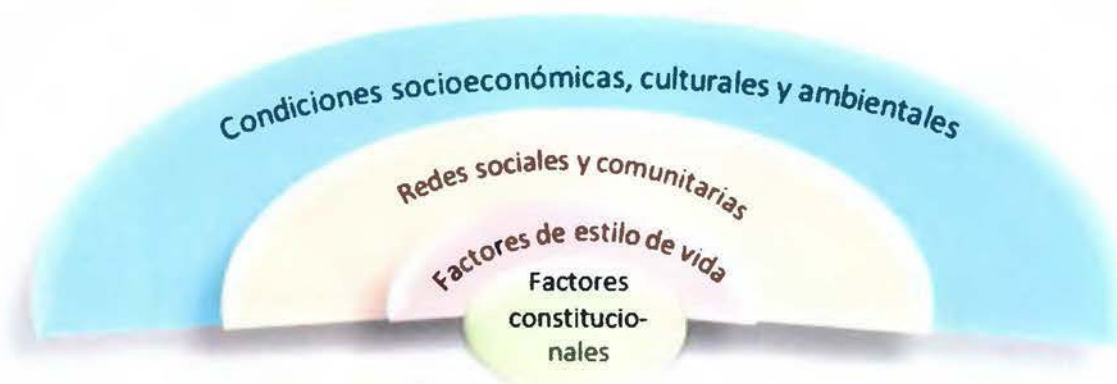 Condiciones socioeconómicas, culturales y ambientales
Redes sociales y comunitarias
Factores de estilo de vida
Factores
constitucio-
nales